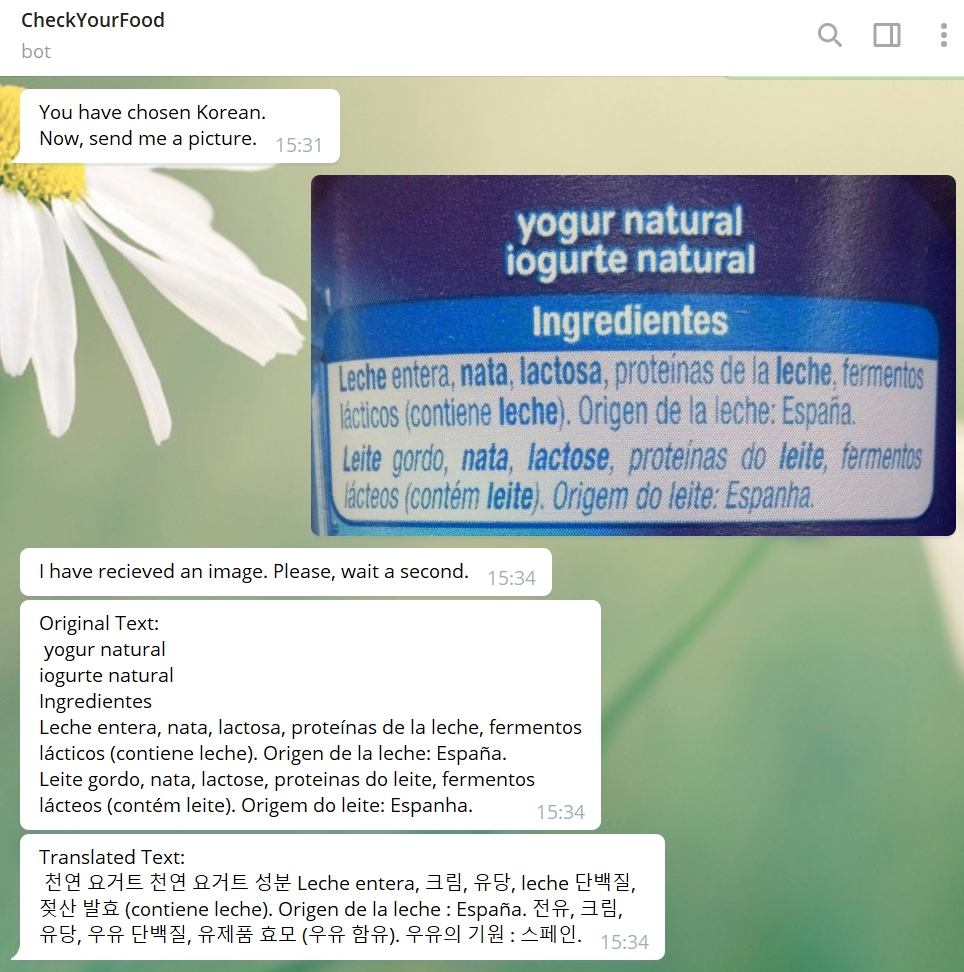 CheckYourFood
bot
You have chosen Korean.
Now, send me a picture.
15:31
yogur natural
iogurte natural
Ingredientes
Leche entera, nata, lactosa, proteínas de la leche, fermentos
lácticos (contiene leche). Origen de la leche: España.
Leite gordo, nata, lactose, proteínas do leite, fermentos
lácteos (contém leite). Origem do leite: Espanha.
I have recieved an image. Please, wait a second.
15:34
Original Text:
yogur natural
iogurte natural
Ingredientes
Leche entera, nata, lactosa, proteínas de la leche, fermentos
lácticos (contiene leche). Origen de la leche: España.
Leite gordo, nata, lactose, proteinas do leite, fermentos
lácteos (contém leite). Origem do leite: Espanha.
15:34
Translated Text:
천연 요거트 천연 요거트 성분 Leche entera, 크림, 유당, leche 단백질,
젖산 발효 (contiene leche). Origen de la leche : España. 전유, 크림,
유당, 우유 단백질, 유제품 효모 (우유 함유). 우유의 기원 : 스페인.
15:34